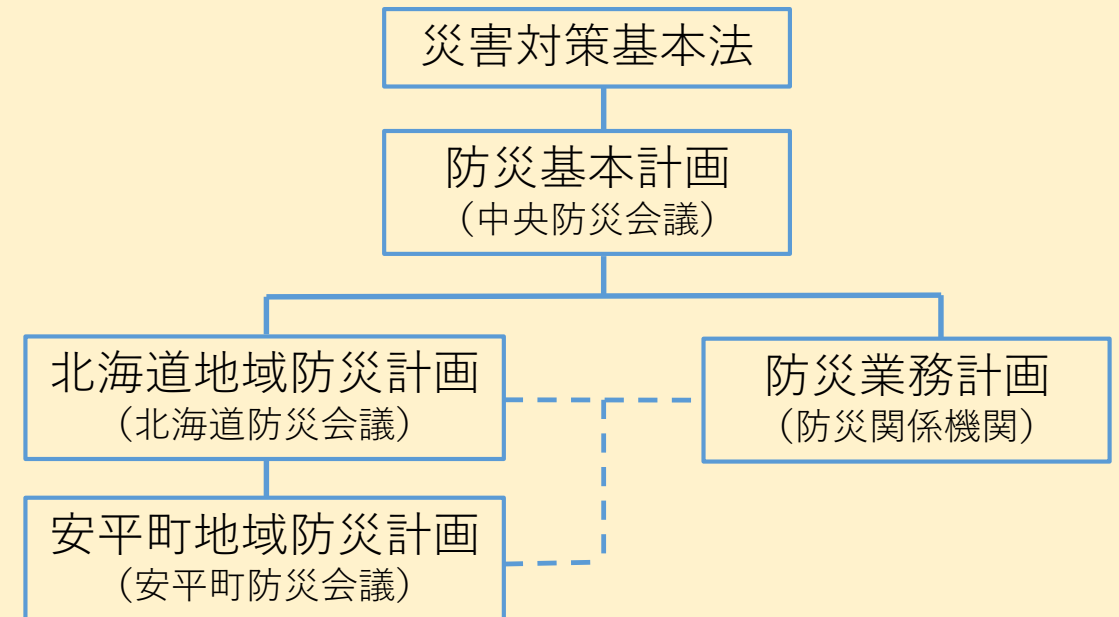 災害対策基本法
防災基本計画
（中央防災会議）
北海道地域防災計画
（北海道防災会議）
防災業務計画
（防災関係機関）
安平町地域防災計画
（安平町防災会議）